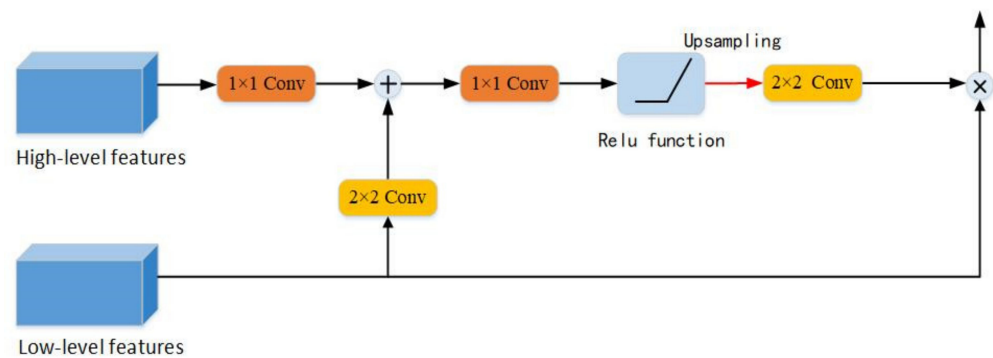 Upsampling
1×1 Conv
+
1×1 Conv
2×2 Conv
×
Relu function
High-level features
2×2 Conv
Low-level features